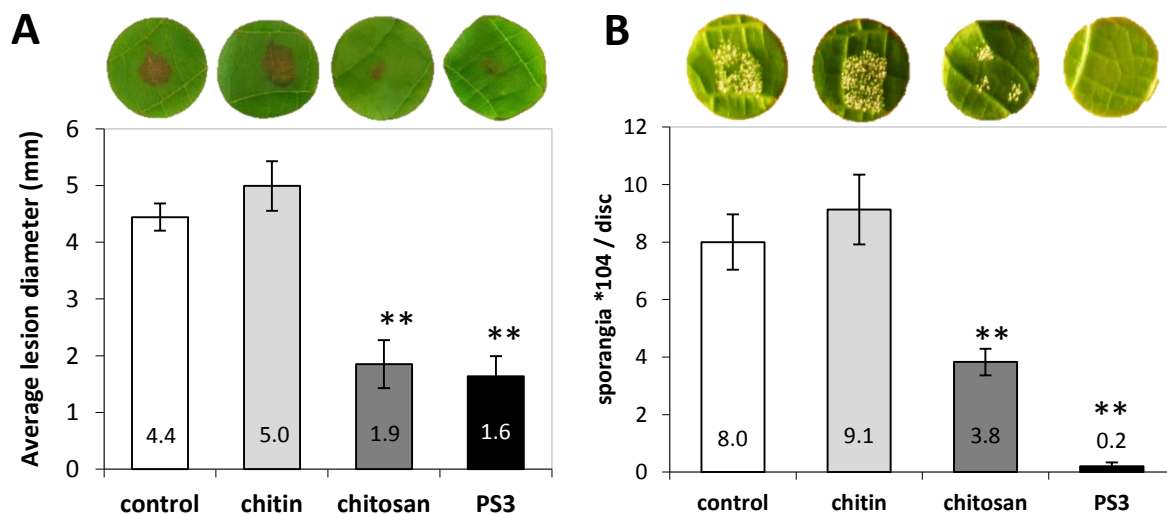 A
Average lesion diameter (mm)
6
5
4
3
2
1
0
**
**
4.4
5.0
1.9
1.6
control
chitin
chitosan
PS3
B
sporangia *104 / disc
12
10
8
6
4
2
0
**
**
8.0
9.1
3.8
0.2
control
chitin
chitosan
PS3